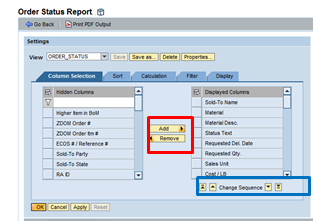 Order Status Report
Go Back Print PDF Output
Settings
View ORDER_STATUS Save Save as... Delete Properties...
Column Selection Sort Calculation Filter Display
Hidden Columns
Displayed Columns
Higher Item in BoM
ZDOM Order #
ZDOM Order Itm #
ECOS # / Reference #
Sold-To Party
Sold-To State
RA ID
Add
Remove
Sold-To Name
Material
Material Desc.
Status Text
Requested Del. Date
Requested Qty.
Sales Unit
Cost / LB
Change Sequence
OK Cancel Apply Reset